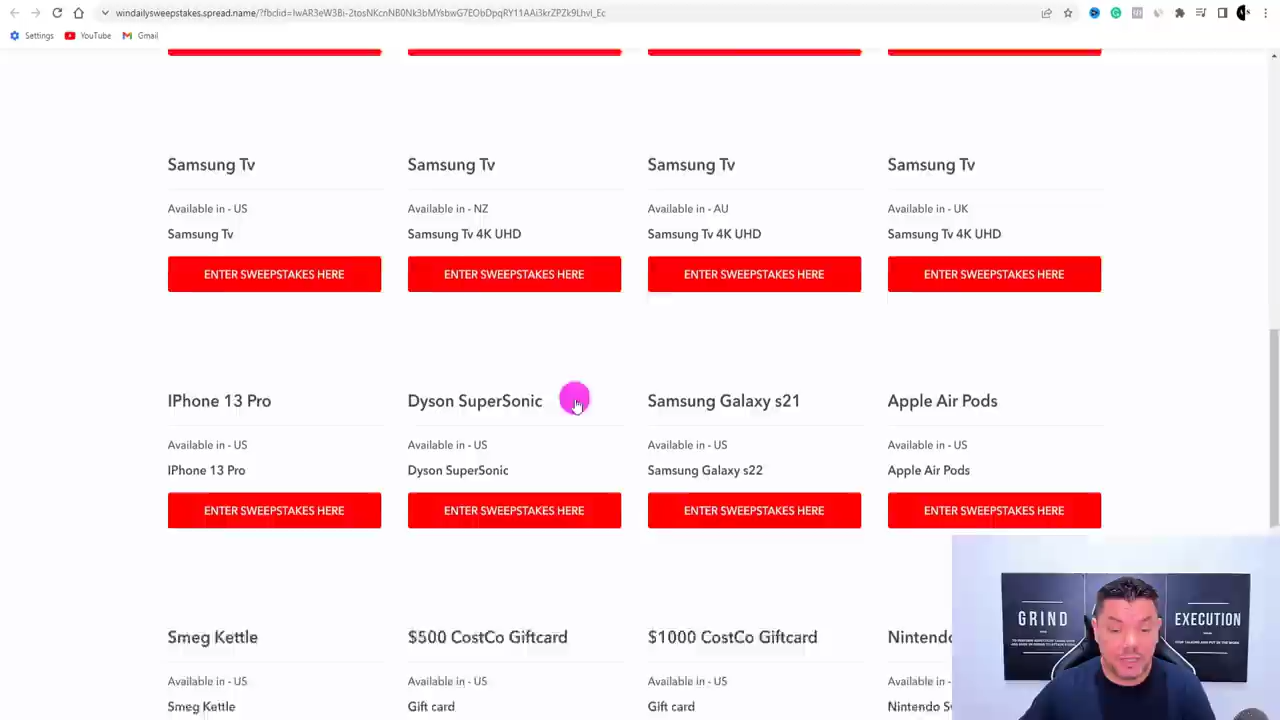 windailysweepstakes.spread.name/?fbclid=IwAR3eW3Bi-2tosNKcnNB0Nk3bMYsbwG7EObDpqRY11AAi3krZPZk9Lhvl_Ec
Settings YouTube Gmail
Samsung Tv Samsung Tv Samsung Tv Samsung Tv
Available in - US Available in - NZ Available in - AU Available in - UK
Samsung Tv Samsung Tv 4K UHD Samsung Tv 4K UHD Samsung Tv 4K UHD
ENTER SWEEPSTAKES HERE ENTER SWEEPSTAKES HERE ENTER SWEEPSTAKES HERE ENTER SWEEPSTAKES HERE
IPhone 13 Pro Dyson SuperSonic Samsung Galaxy s21 Apple Air Pods
Available in - US Available in - US Available in - US Available in - US
IPhone 13 Pro Dyson SuperSonic Samsung Galaxy s22 Apple Air Pods
ENTER SWEEPSTAKES HERE ENTER SWEEPSTAKES HERE ENTER SWEEPSTAKES HERE ENTER SWEEPSTAKES HERE
GRIND EXECUTION
Smeg Kettle $500 CostCo Giftcard $1000 CostCo Giftcard Nintendo
Available in - US Available in - US Available in - US Available in - US
Smeg Kettle Gift card Gift card Nintendo